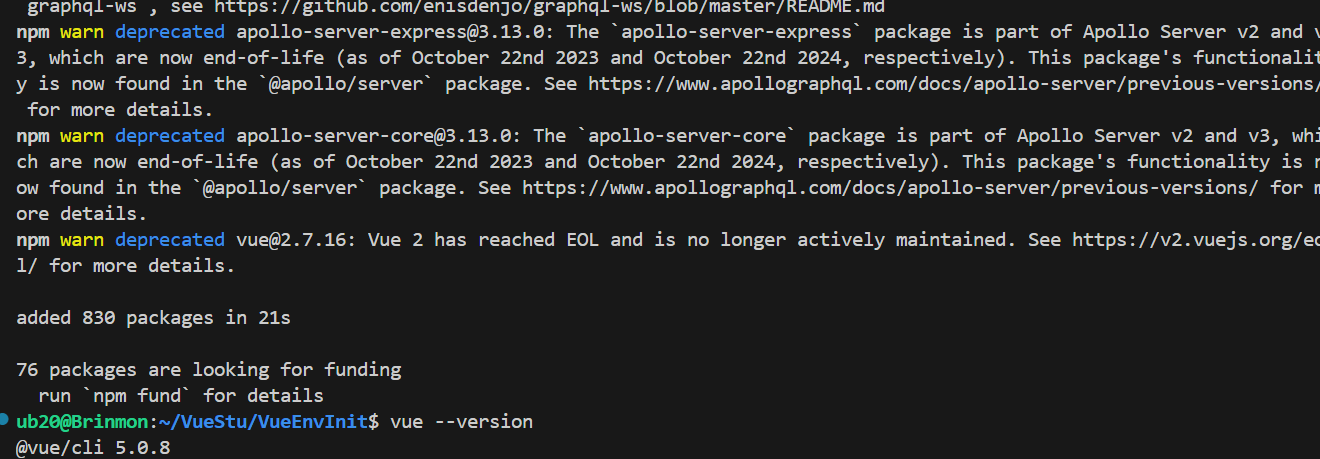 graphql-ws , see https://github.com/enisdenjo/graphql-ws/blob/master/README.md
npm warn deprecated apollo-server-express@3.13.0: The `apollo-server-express` package is part of Apollo Server v2 and v
3, which are now end-of-life (as of October 22nd 2023 and October 22nd 2024, respectively). This package's functionalit
y is now found in the `@apollo/server` package. See https://www.apollographql.com/docs/apollo-server/previous-versions/
for more details.
npm warn deprecated apollo-server-core@3.13.0: The `apollo-server-core` package is part of Apollo Server v2 and v3, whi
ch are now end-of-life (as of October 22nd 2023 and October 22nd 2024, respectively). This package's functionality is n
ow found in the `@apollo/server` package. See https://www.apollographql.com/docs/apollo-server/previous-versions/ for m
ore details.
npm warn deprecated vue@2.7.16: Vue 2 has reached EOL and is no longer actively maintained. See https://v2.vuejs.org/eo
l/ for more details.
added 830 packages in 21s
76 packages are looking for funding
run `npm fund` for details
ub20@Brinmon:~/VueStu/VueEnvInit$ vue --version
@vue/cli 5.0.8